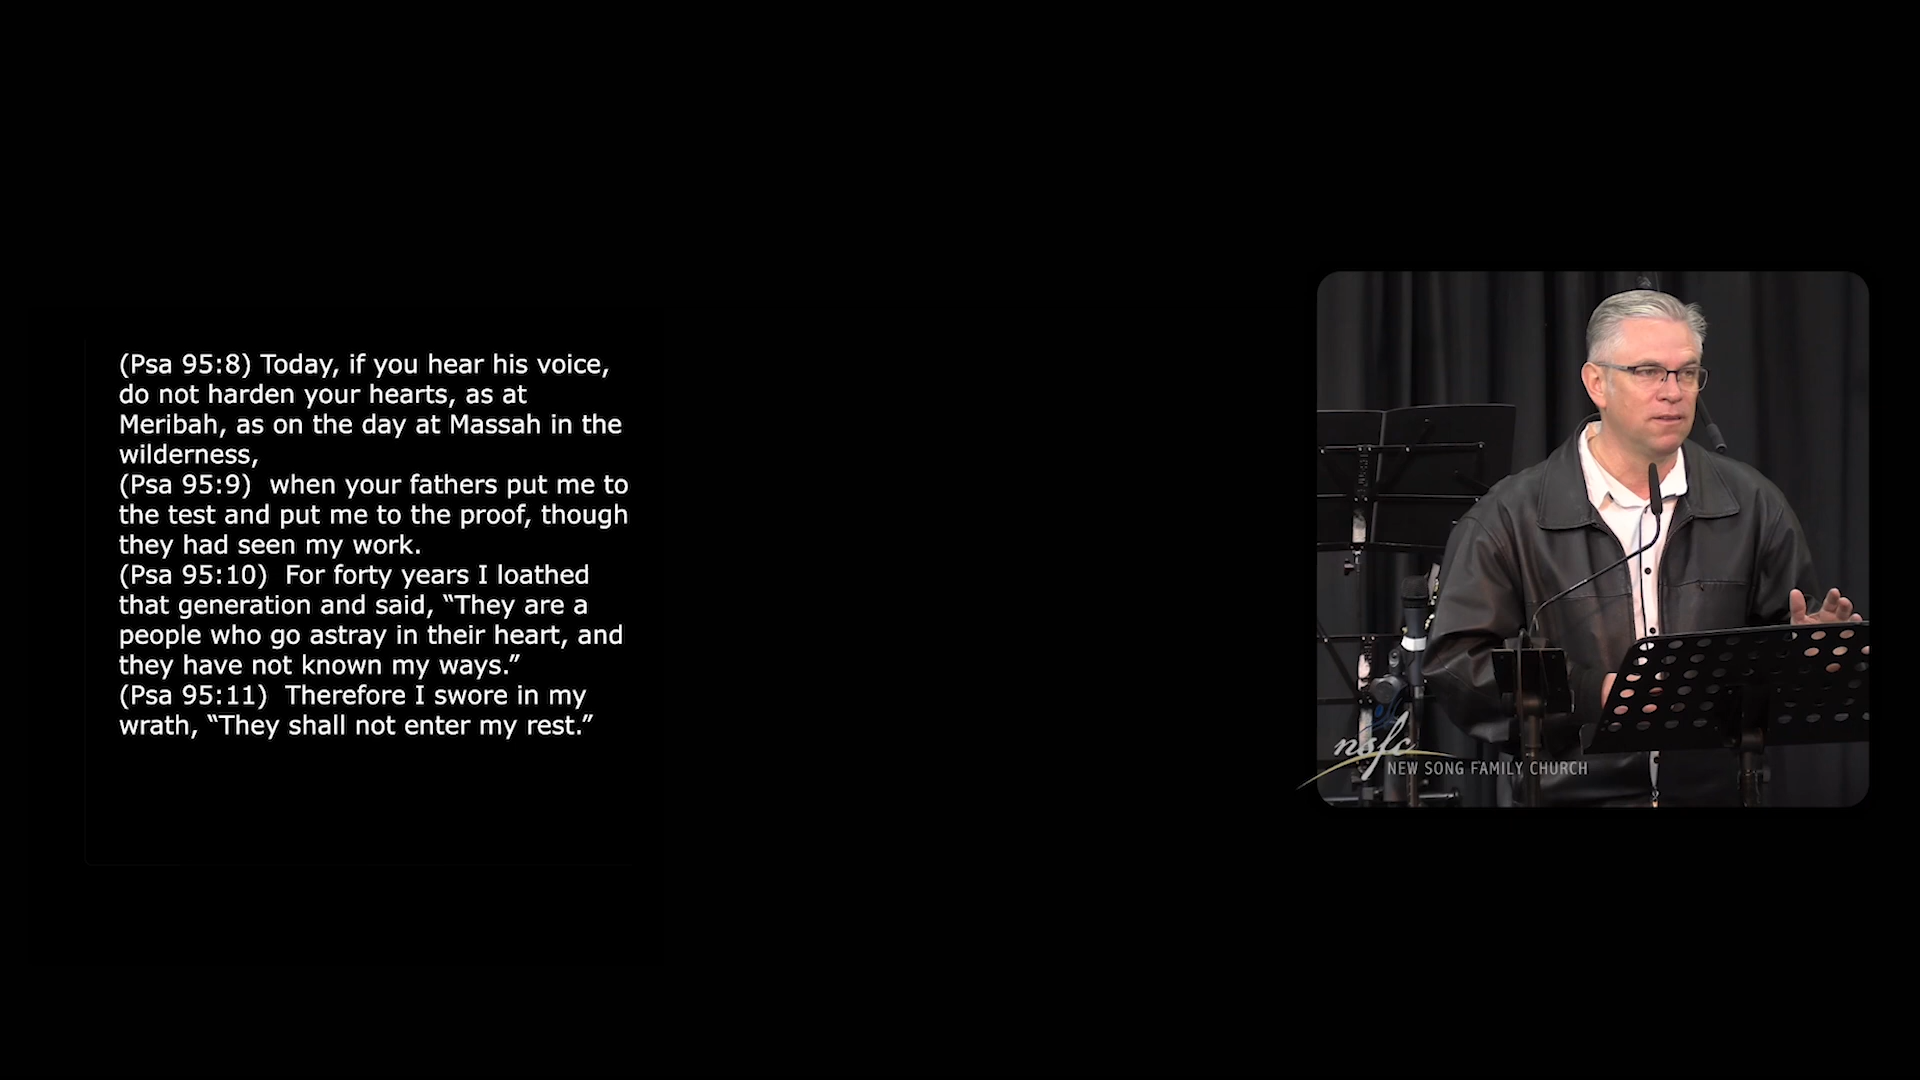 (Psa 95:8) Today, if you hear his voice,
do not harden your hearts, as at
Meribah, as on the day at Massah in the
wilderness,
(Psa 95:9)  when your fathers put me to
the test and put me to the proof, though
they had seen my work.
(Psa 95:10)  For forty years I loathed
that generation and said, “They are a
people who go astray in their heart, and
they have not known my ways.”
(Psa 95:11)  Therefore I swore in my
wrath, “They shall not enter my rest.”
nsfc
NEW SONG FAMILY CHURCH